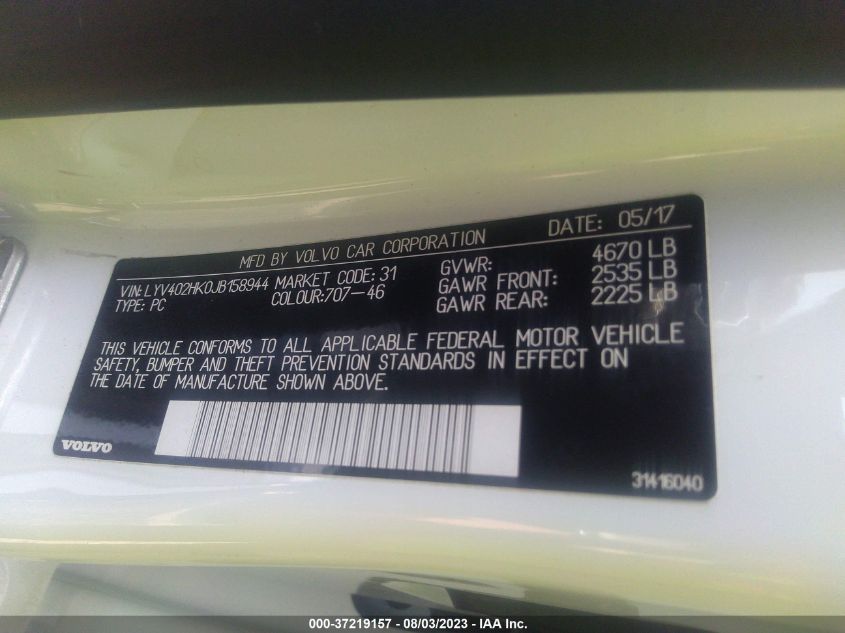 MFD BY VOLVO CAR CORPORATION DATE: 05/17
VIN: LYV402HK0JB158944 MARKET CODE: 31 GVWR: 4670 LB
TYPE: PC COLOUR:707-46 GAWR FRONT: 2535 LB
GAWR REAR: 2225 LB
THIS VEHICLE CONFORMS TO ALL APPLICABLE FEDERAL MOTOR VEHICLE
SAFETY, BUMPER AND THEFT PREVENTION STANDARDS IN EFFECT ON
THE DATE OF MANUFACTURE SHOWN ABOVE.
VOLVO
31416040
000-37219157 - 08/03/2023 - IAA Inc.